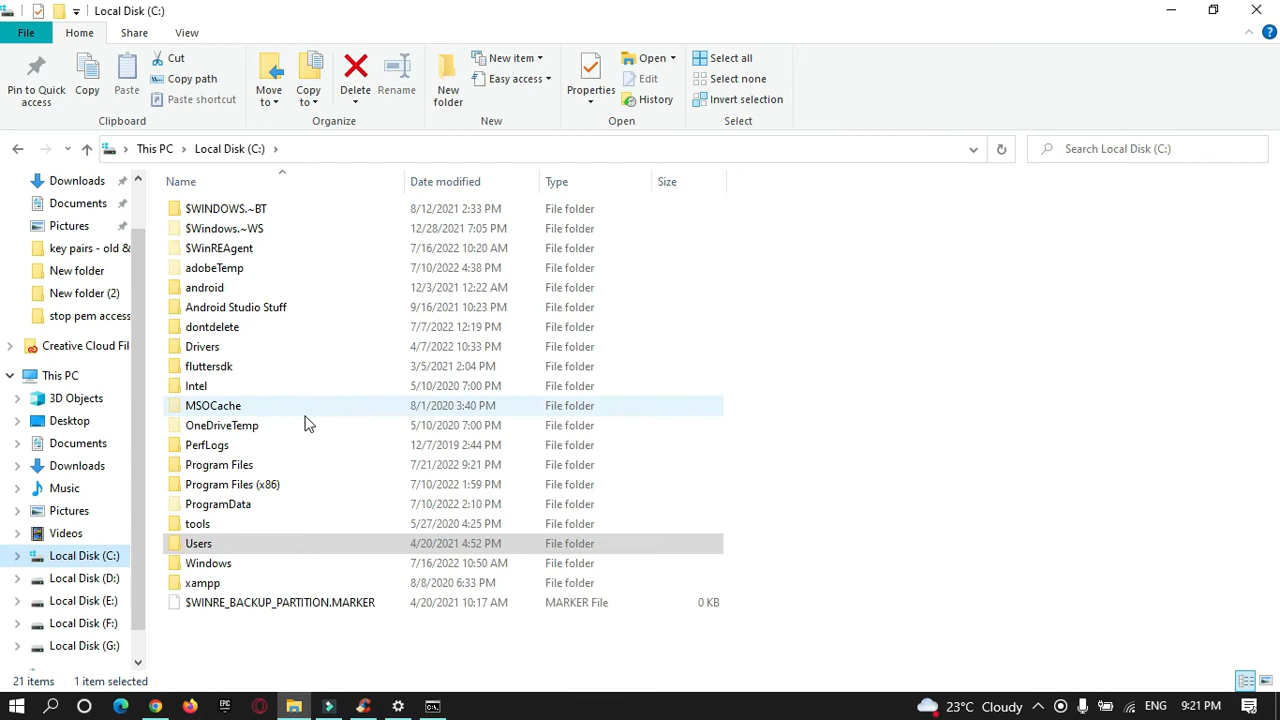 Local Disk (C:)
File Home Share View
Pin to Quick access
Copy
Paste
Cut
Copy path
Paste shortcut
Clipboard
Move to
Copy to
Delete
Rename
Organize
New folder
New item
Easy access
New
Properties
Open
Edit
History
Open
Select all
Select none
Invert selection
Select
This PC Local Disk (C:)
Search Local Disk (C:)
Downloads
Documents
Pictures
key pairs - old &
New folder
New folder (2)
stop pem access
Creative Cloud Fil
This PC
3D Objects
Desktop
Documents
Downloads
Music
Pictures
Videos
Local Disk (C:)
Local Disk (D:)
Local Disk (E:)
Local Disk (F:)
Local Disk (G:)
Name Date modified Type Size
$WINDOWS.~BT 8/12/2021 2:33 PM File folder
$Windows.~WS 12/28/2021 7:05 PM File folder
$WinREAgent 7/16/2022 10:20 AM File folder
adobeTemp 7/10/2022 4:38 PM File folder
android 12/3/2021 12:22 AM File folder
Android Studio Stuff 9/16/2021 10:23 PM File folder
dontdelete 7/7/2022 12:19 PM File folder
Drivers 4/7/2022 10:33 PM File folder
fluttersdk 3/5/2021 2:04 PM File folder
Intel 5/10/2020 7:00 PM File folder
MSOCache 8/1/2020 3:40 PM File folder
OneDriveTemp 5/10/2020 7:00 PM File folder
PerfLogs 12/7/2019 2:44 PM File folder
Program Files 7/21/2022 9:21 PM File folder
Program Files (x86) 7/10/2022 1:59 PM File folder
ProgramData 7/10/2022 2:10 PM File folder
tools 5/27/2020 4:25 PM File folder
Users 4/20/2021 4:52 PM File folder
Windows 7/16/2022 10:50 AM File folder
xampp 8/8/2020 6:33 PM File folder
$WINRE_BACKUP_PARTITION.MARKER 4/20/2021 10:17 AM MARKER File 0 KB
21 items 1 item selected
EPIC
23°C Cloudy ENG 9:21 PM